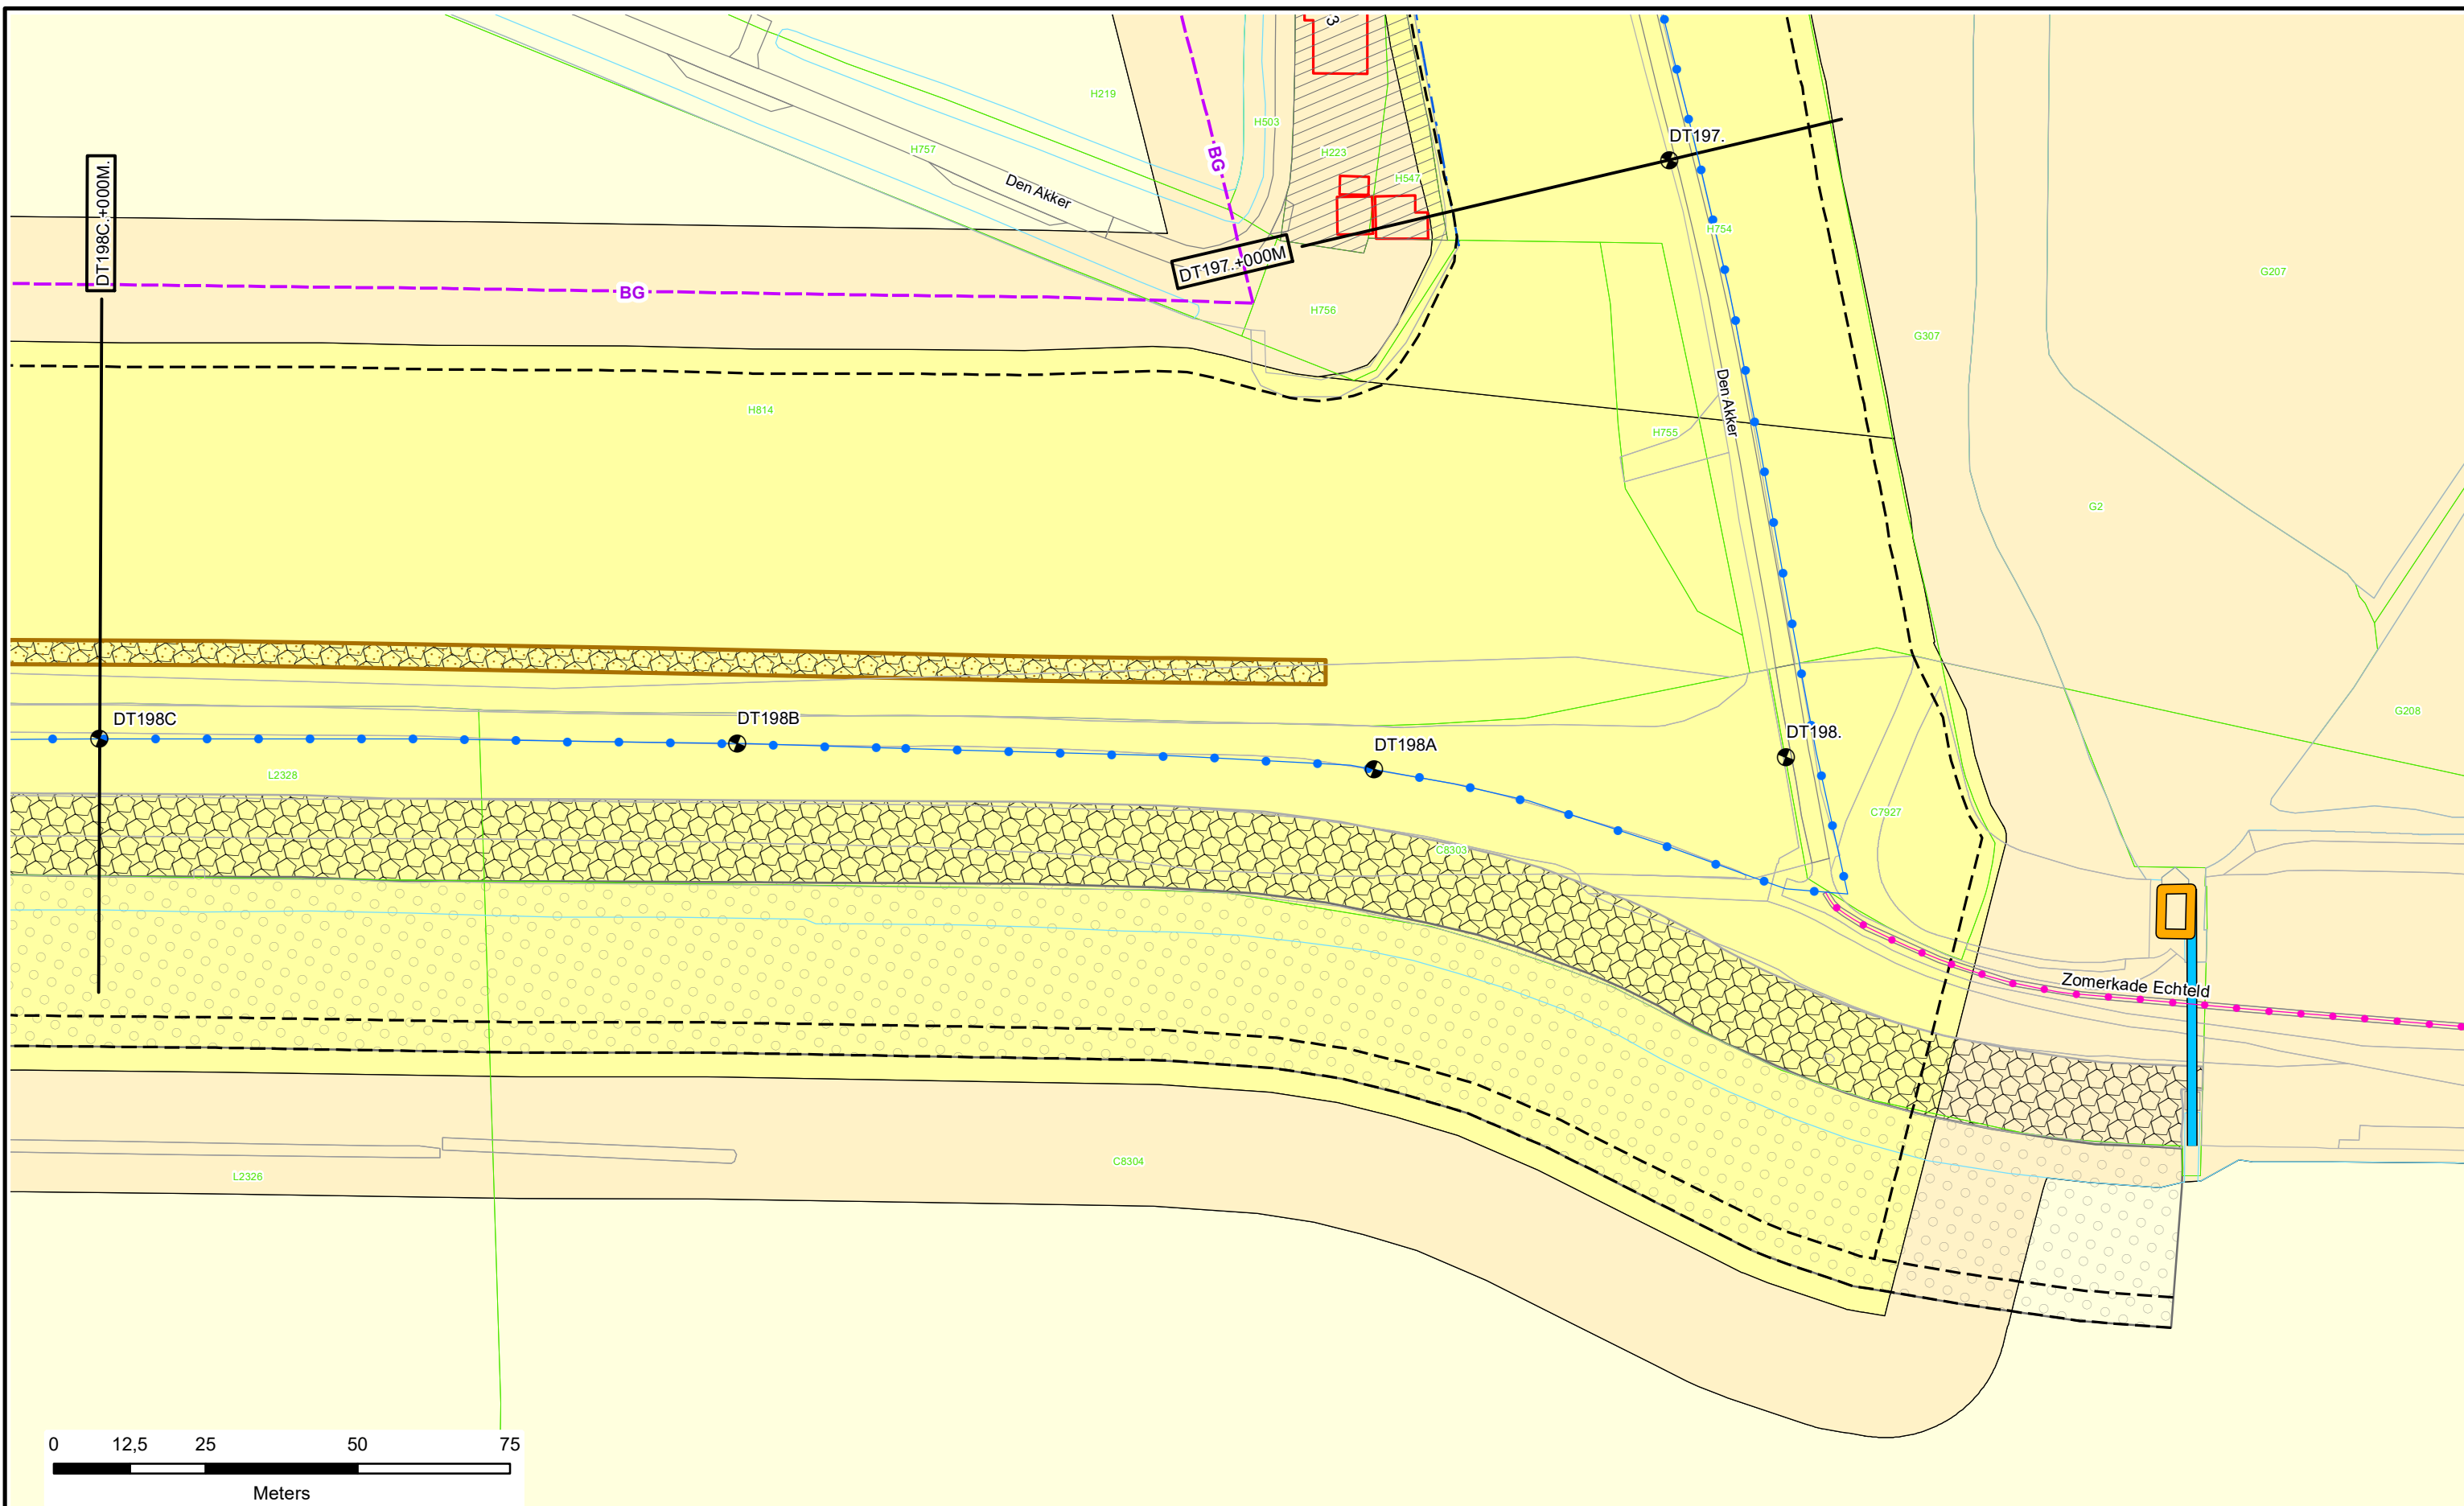 3
H219
H503
H757
BG
H223
DT197.
Den Akker
H547
H754
DT198C.+000M.
DT197.+000M
G207
BG
H756
G307
Den Akker
H814
H755
G2
DT198C
DT198B
DT198A
DT198.
G208
L2328
C7927
C8303
Zomerkade Echteld
L2326
C8304
0 12,5 25 50 75
Meters